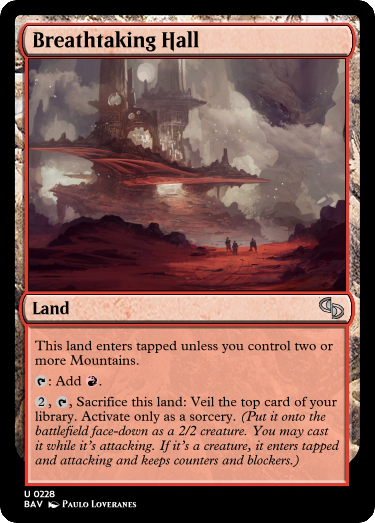 Breathtaking Hall
Land
This land enters tapped unless you control two or
more Mountains.
: Add .
2, , Sacrifice this land: Veil the top card of your
library. Activate only as a sorcery. (Put it onto the
battlefield face-down as a 2/2 creature. You may cast
it while it's attacking. If it's a creature, it enters tapped
and attacking and keeps counters and blockers.)
U 0228
BAV PAULO LOVERANES